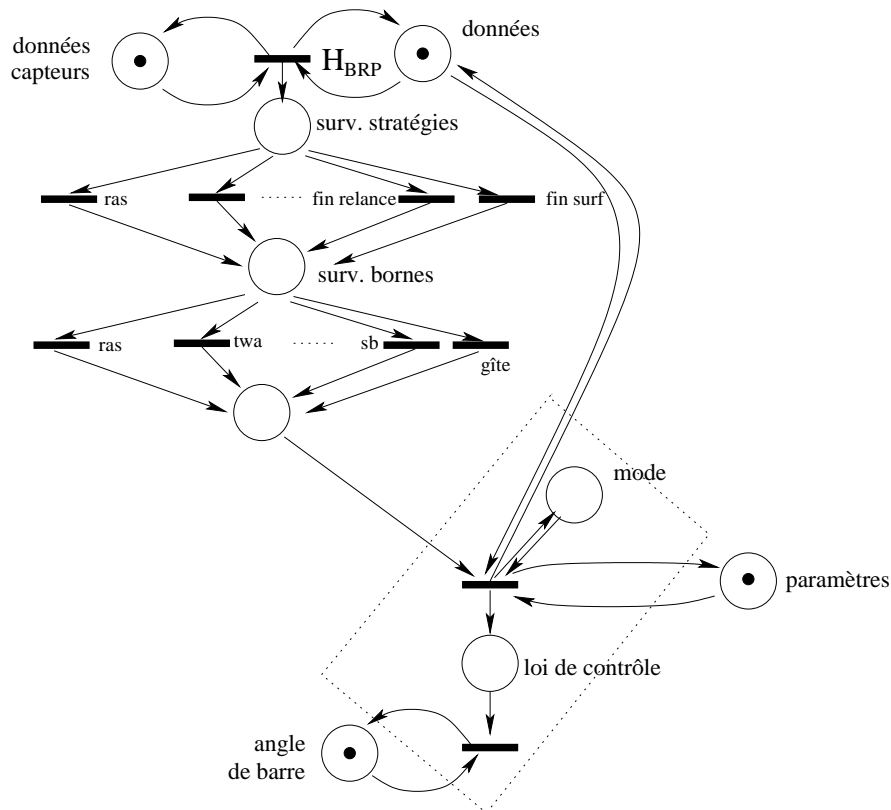 données
capteurs
H_BRP
données
surv. stratégies
ras
fin relance
fin surf
surv. bornes
ras
twa
sb
gîte
mode
paramètres
loi de contrôle
angle
de barre